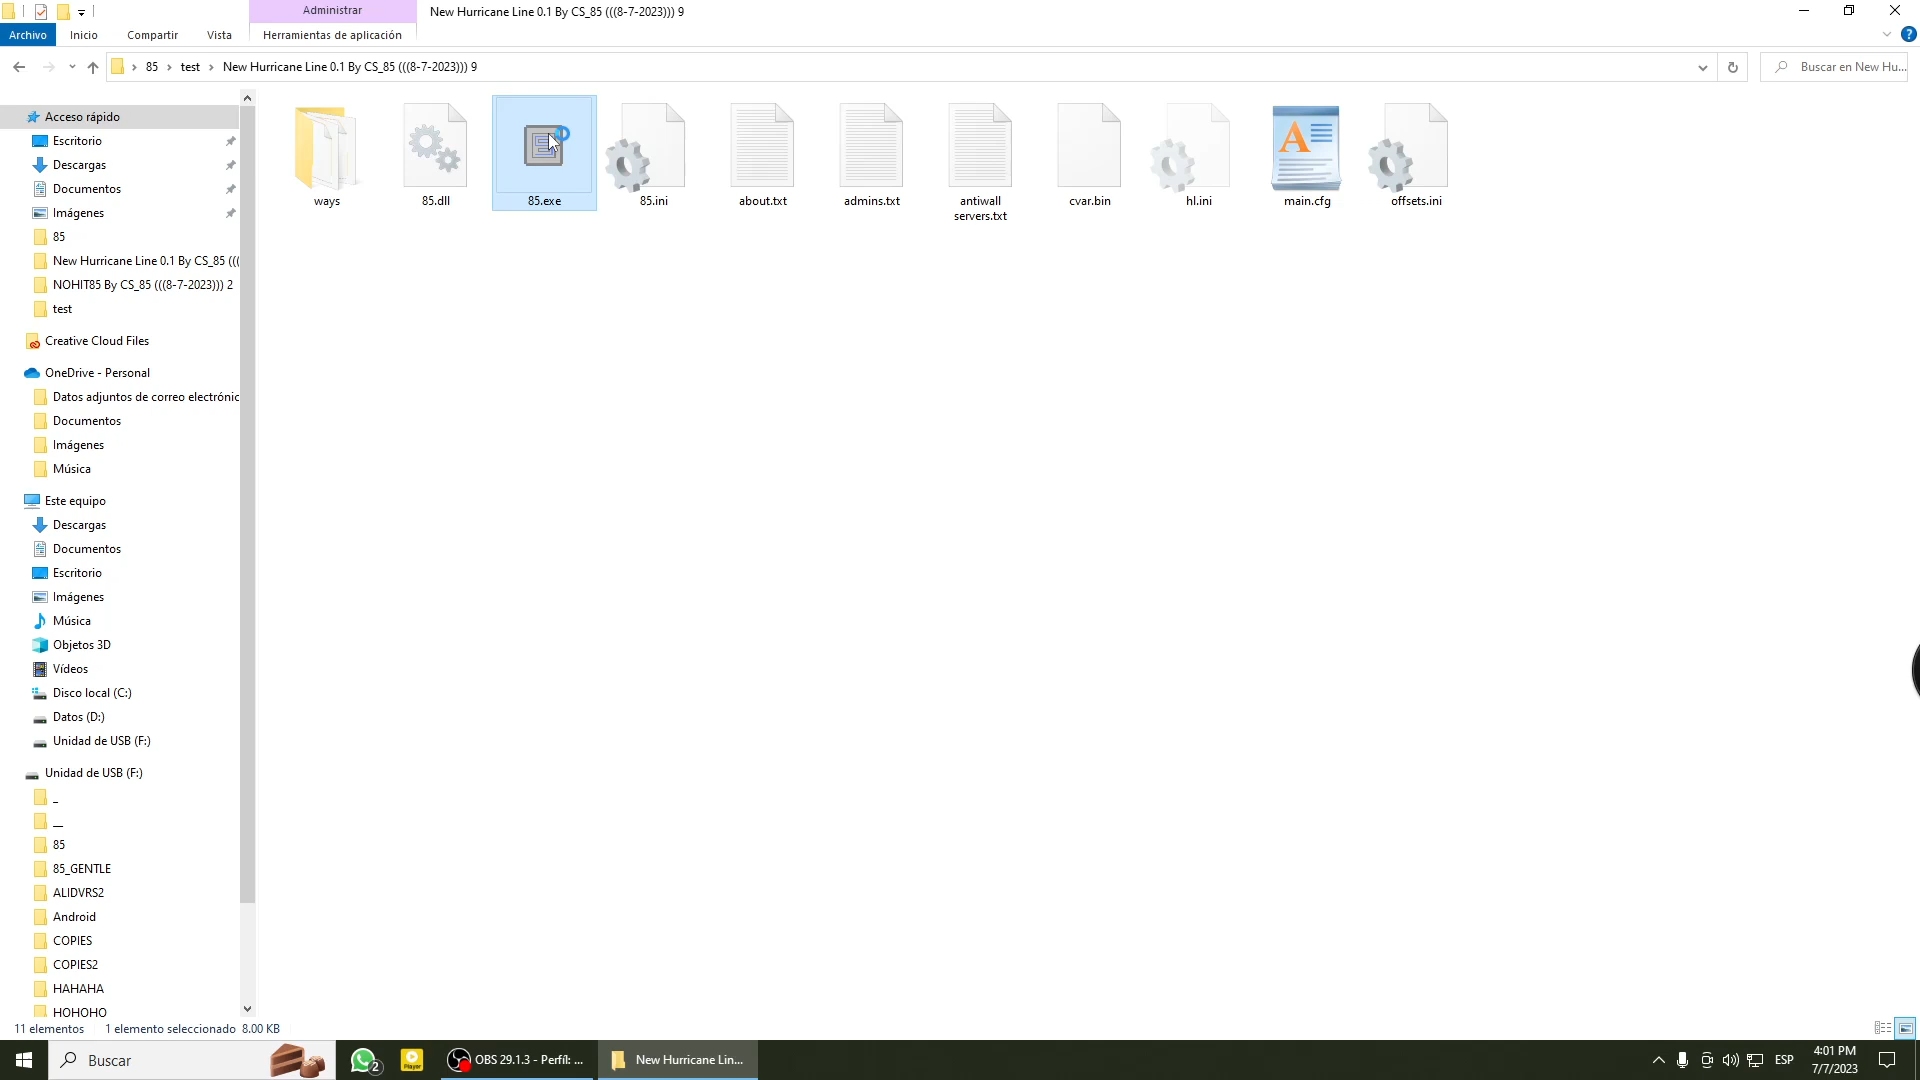 Administrar
New Hurricane Line 0.1 By CS_85 (((8-7-2023))) 9
Archivo
Inicio
Compartir
Vista
Herramientas de aplicación
85
test
New Hurricane Line 0.1 By CS_85 (((8-7-2023))) 9
Buscar en New Hu...
Acceso rápido
Escritorio
Descargas
Documentos
Imágenes
85
New Hurricane Line 0.1 By CS_85 (((
NOHIT85 By CS_85 (((8-7-2023))) 2
test
Creative Cloud Files
OneDrive - Personal
Datos adjuntos de correo electrónic
Documentos
Imágenes
Música
Este equipo
Descargas
Documentos
Escritorio
Imágenes
Música
Objetos 3D
Vídeos
Disco local (C:)
Datos (D:)
Unidad de USB (F:)
Unidad de USB (F:)
_
__
85
85_GENTLE
ALIDVRS2
Android
COPIES
COPIES2
HAHAHA
HOHOHO
ways
85.dll
85.exe
85.ini
about.txt
admins.txt
antiwall
servers.txt
cvar.bin
hl.ini
main.cfg
offsets.ini
11 elementos
1 elemento seleccionado 8.00 KB
Buscar
2
Player
OBS 29.1.3 - Perfil: ...
New Hurricane Lin...
ESP
4:01 PM
7/7/2023